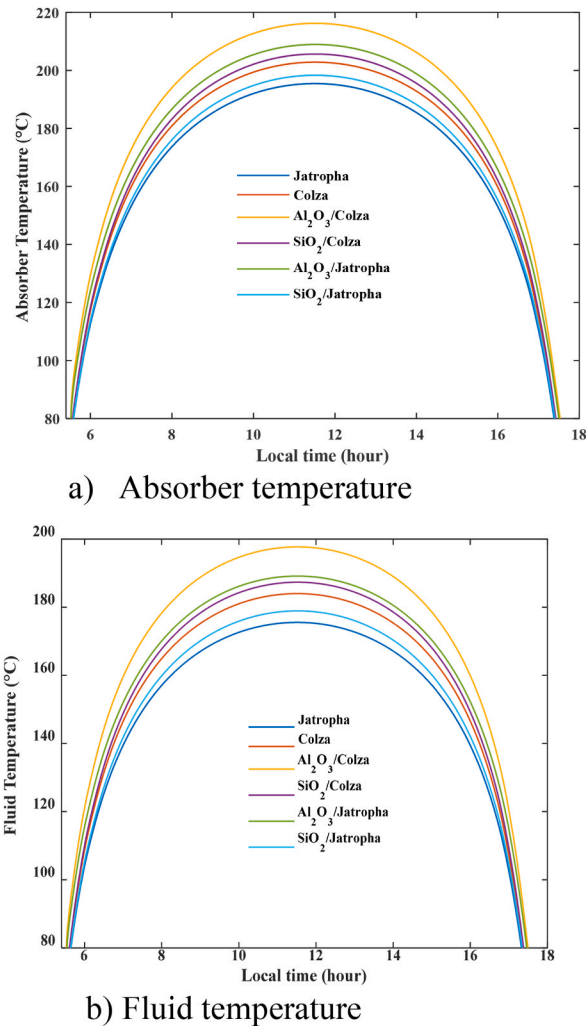 220
200
180
160
140
120
100
80
Absorber Temperature (°C)
Jatropha
Colza
Al2O3/Colza
SiO2/Colza
Al2O3/Jatropha
SiO2/Jatropha
6 8 10 12 14 16 18
Local time (hour)
a) Absorber temperature
200
180
160
140
120
100
80
Fluid Temperature (°C)
Jatropha
Colza
Al2O3/Colza
SiO2/Colza
Al2O3/Jatropha
SiO2/Jatropha
6 8 10 12 14 16 18
Local time (hour)
b) Fluid temperature